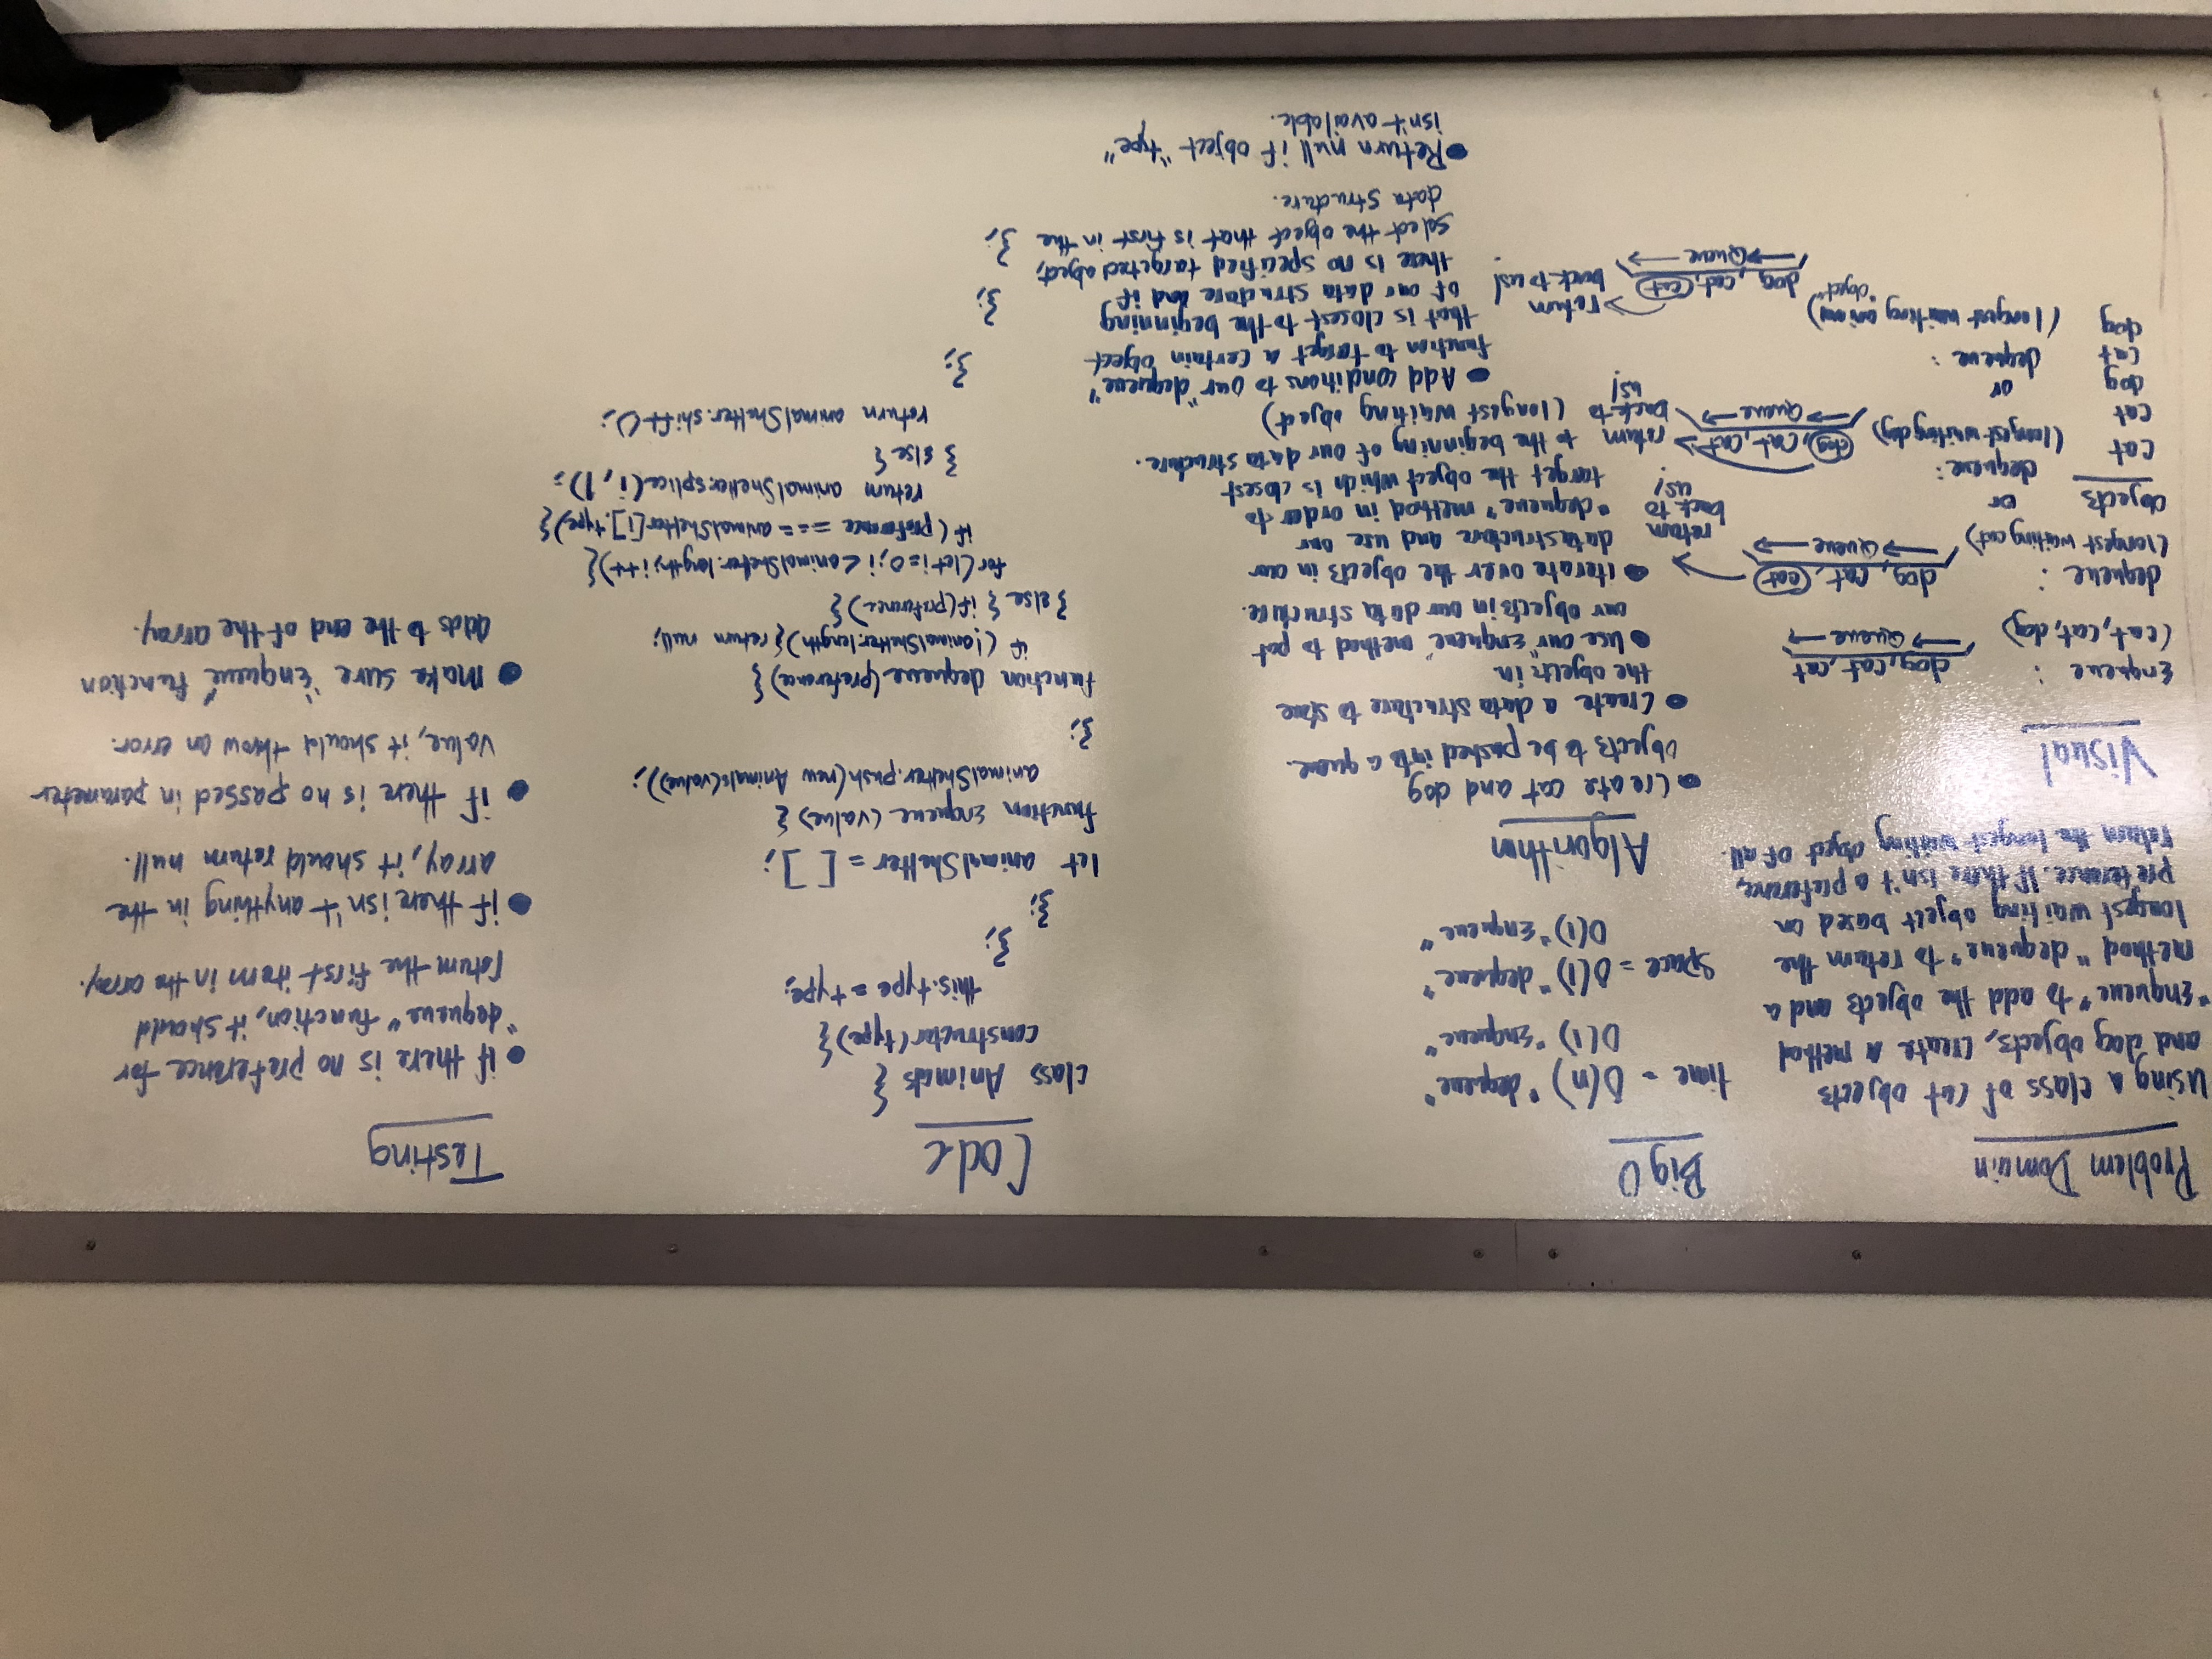 Problem Domain
Using a class of cat objects
and dog objects, create a method
"Enqueue" to add the objects and a
method "dequeue" to return the
longest waiting object based on
preference. If there isn't a preference,
return the longest waiting object of all.
Visual
Enqueue :
(cat, cat, dog)
dog, cat, cat
Queue
dequeue :
(longest waiting cat)
dog, cat, cat
Queue
return
back to
us!
or
dequeue:
(longest waiting dog)
dog, cat, cat
Queue
return
back to
us!
or
dequeue :
(longest waiting animal)
"object"
dog, cat, cat
Queue
return
back to us!
Objects
cat
cat
dog
cat
dog
Big O
time = O(n) "dequeue"
O(1) "Enqueue"
space = O(1) "dequeue"
O(1) "Enqueue"
Algorithm
• Create cat and dog
objects to be pushed into a queue.
• Create a data structure to store
the objects in.
• Use our "enqueue" method to put
our objects in our data structure.
• iterate over the objects in our
data structure and use our
"dequeue" method in order to
target the object which is closest
to the beginning of our data structure.
(longest waiting object)
• Add conditions to our "dequeue"
function to target a certain object
that is closest to the beginning
of our data structure and if
there is no specified targeted object,
select the object that is first in the
data structure.
• Return null if object "type"
isn't available.
Code
class Animals {
constructor(type){
this.type = type;
};
};
let animalShelter = [ ];
function Enqueue (value) {
animalShelter.push(new Animals(value));
};
function dequeue (preference) {
if (!animalShelter.length) { return null;
} else { if(preference) {
for(let i=0; i < animalShelter.length; i++){
if( preference === animalShelter[i].type) {
return animalShelter.splice(i, 1);
} else {
return animalShelter.shift();
};
};
};
Testing
• if there is no preference for
"dequeue" function, it should
return the first item in the array.
• if there isn't anything in the
array, it should return null.
• if there is no passed in parameter
value, it should throw an error.
• Make sure "Enqueue" function
adds to the end of the array.